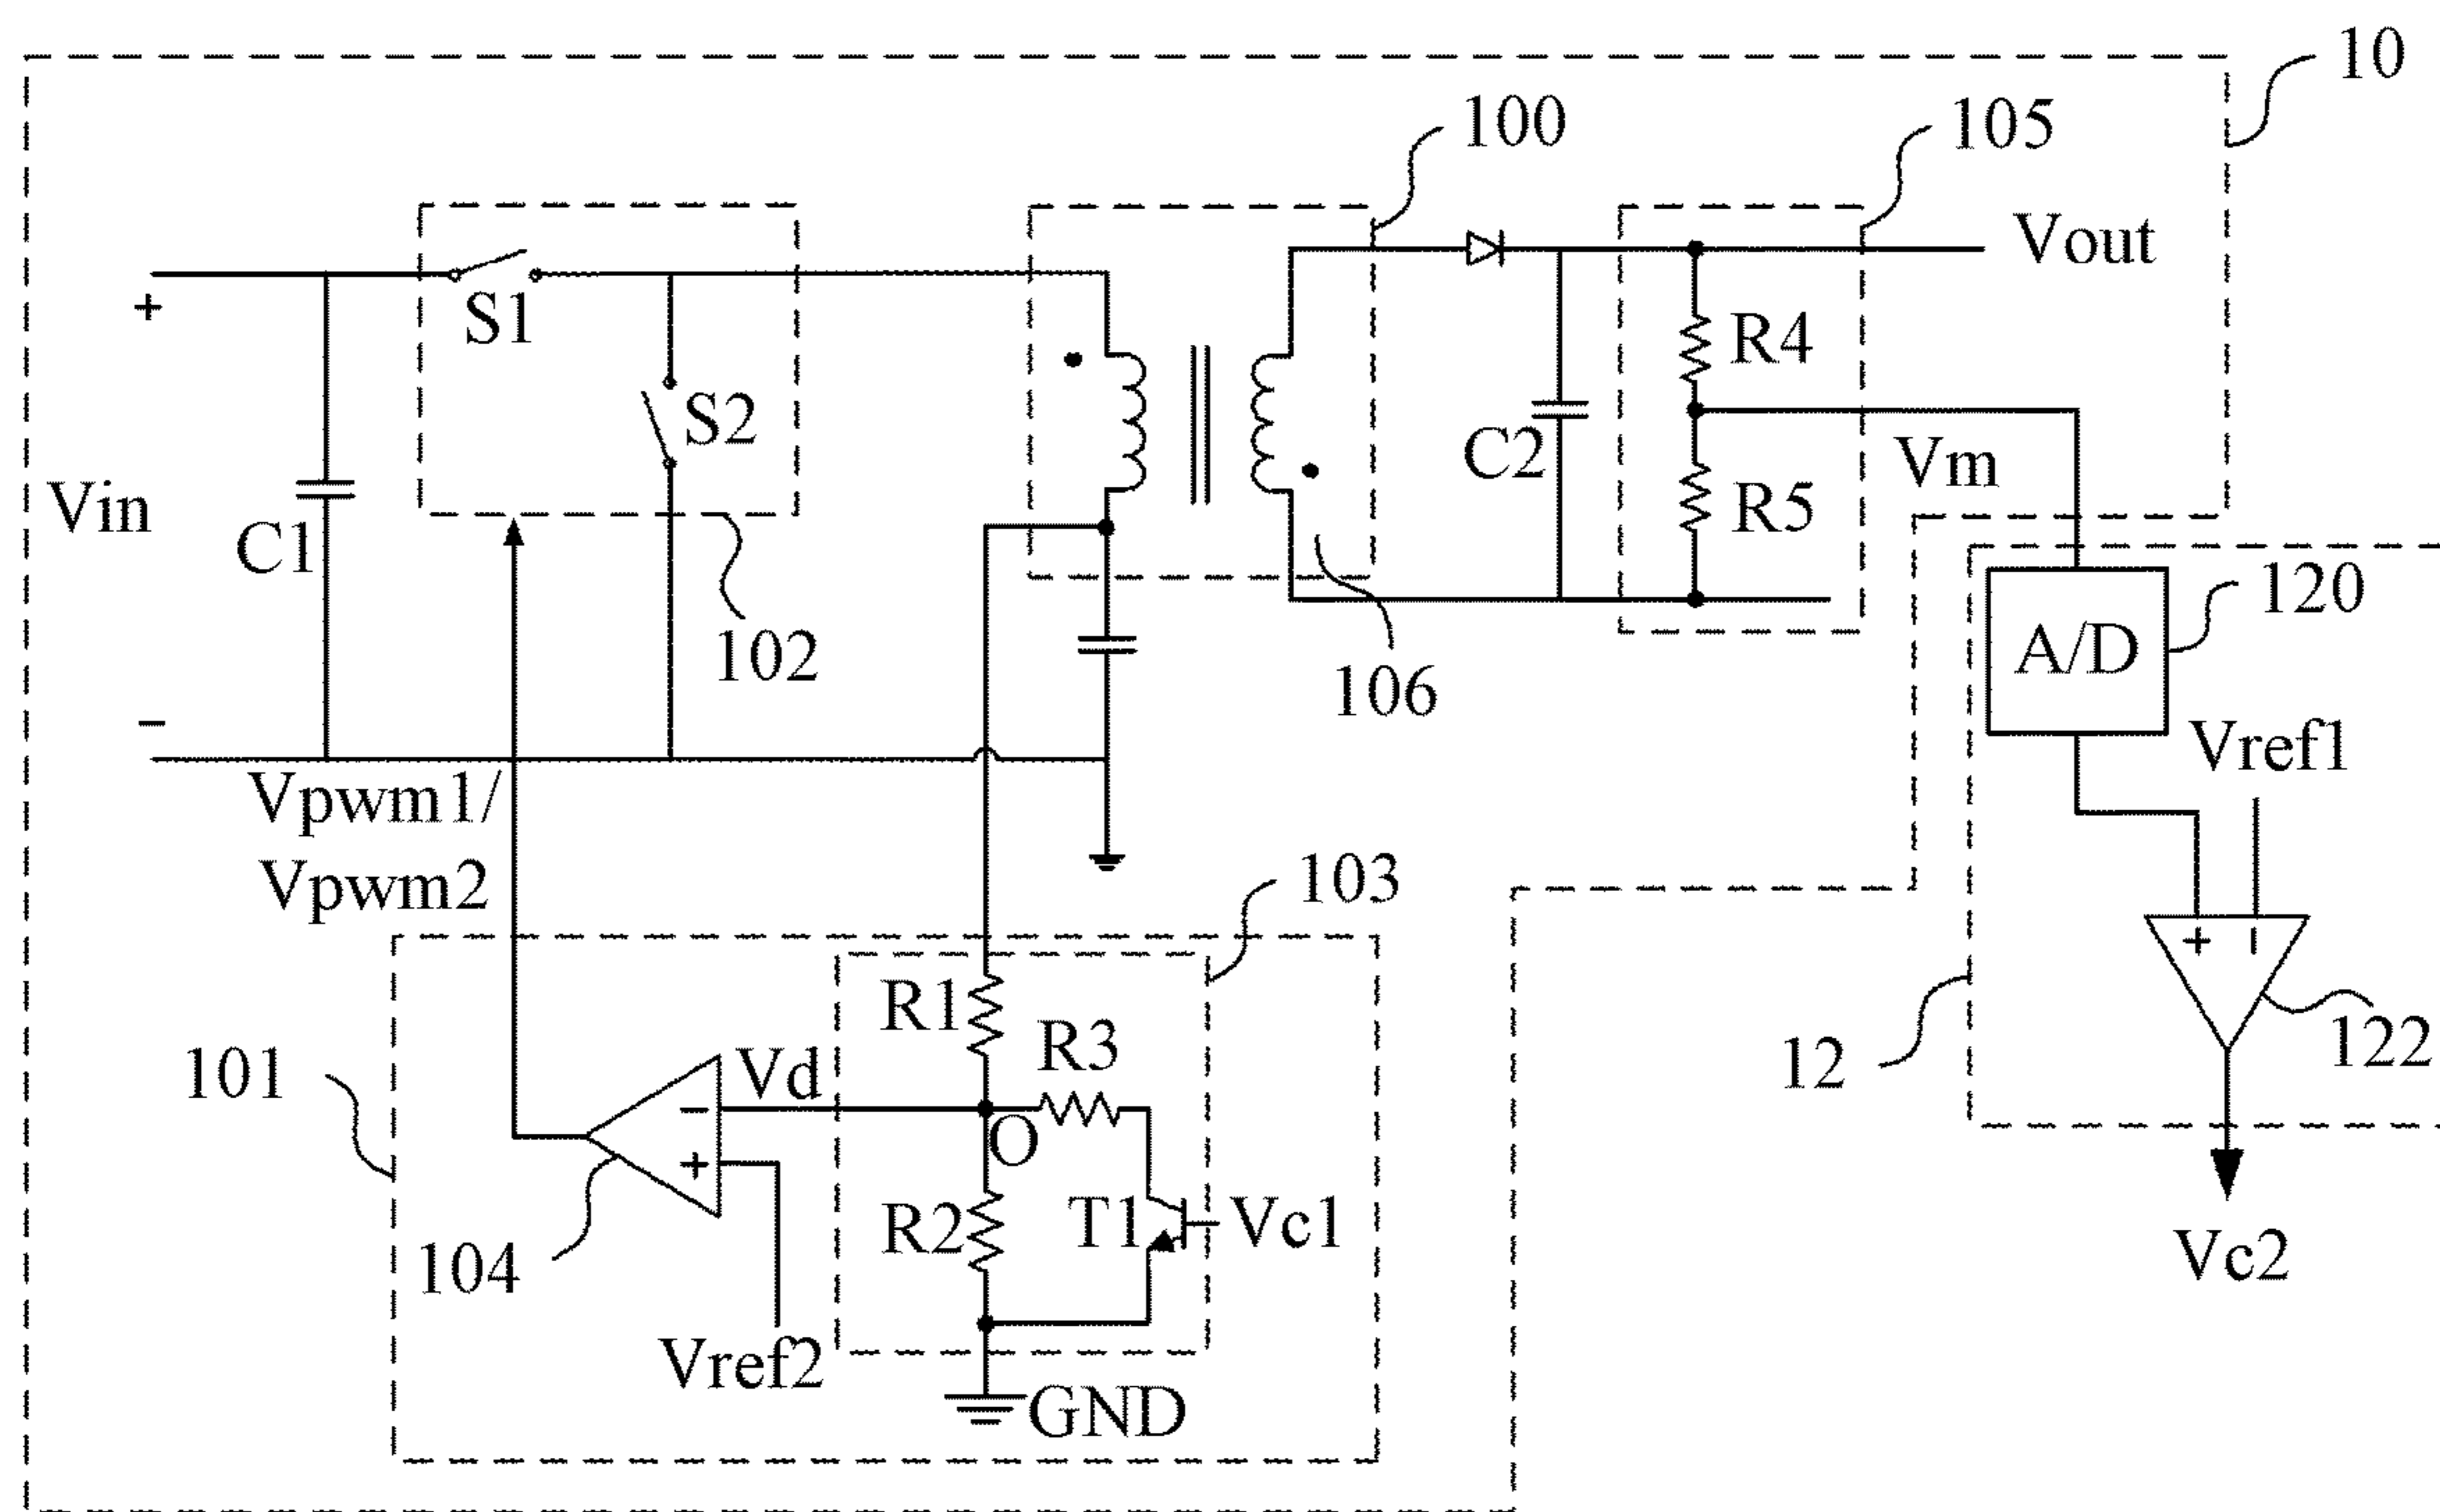 10
100
105
Vout
+
S1
R4
S2
C2
Vm
Vin
R5
C1
120
102
A/D
106
−
Vref1
Vpwm1/
Vpwm2
103
+ −
R1
R3
122
12
101
Vd
−
O
+
R2
T1
Vc1
104
Vc2
Vref2
GND